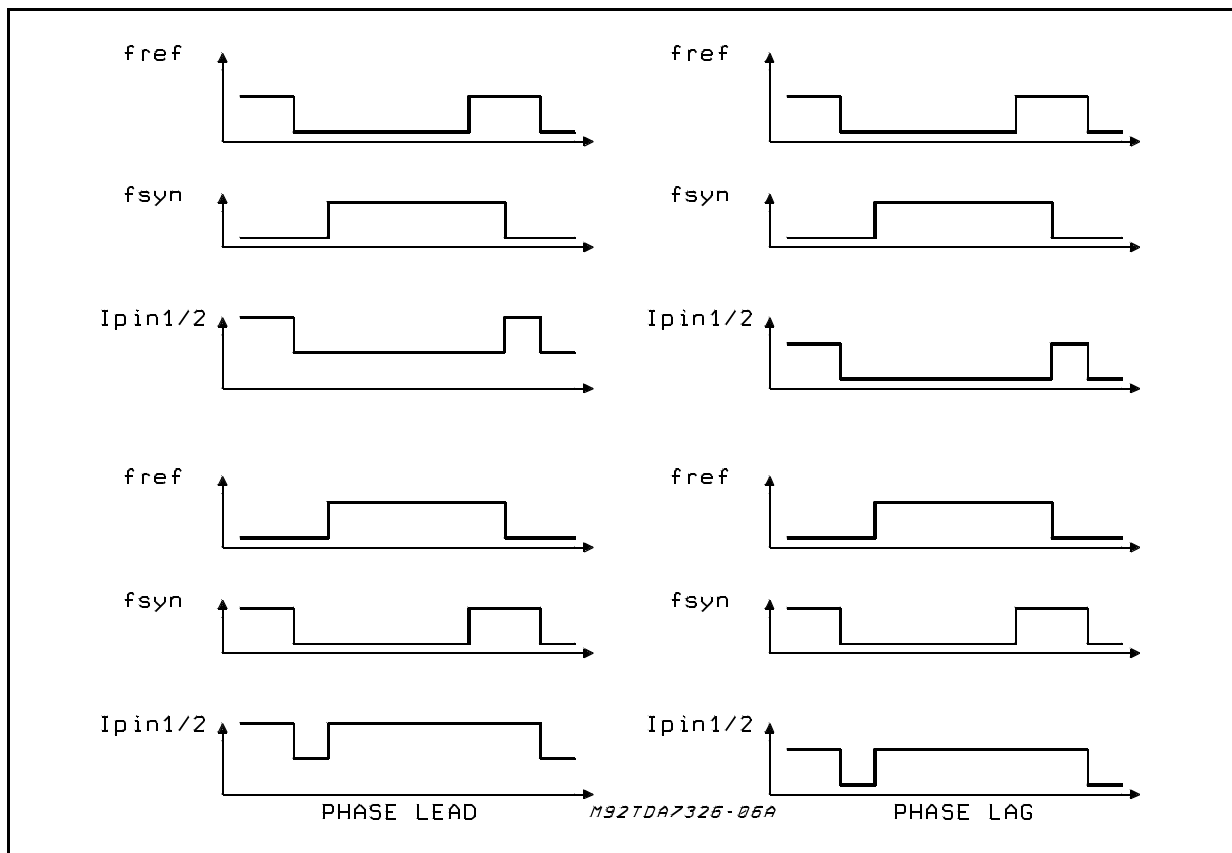 fref fref
fsyn fsyn
Ipin1/2 Ipin1/2
fref fref
fsyn fsyn
Ipin1/2 Ipin1/2
PHASE LEAD M92TDA7326-06A PHASE LAG